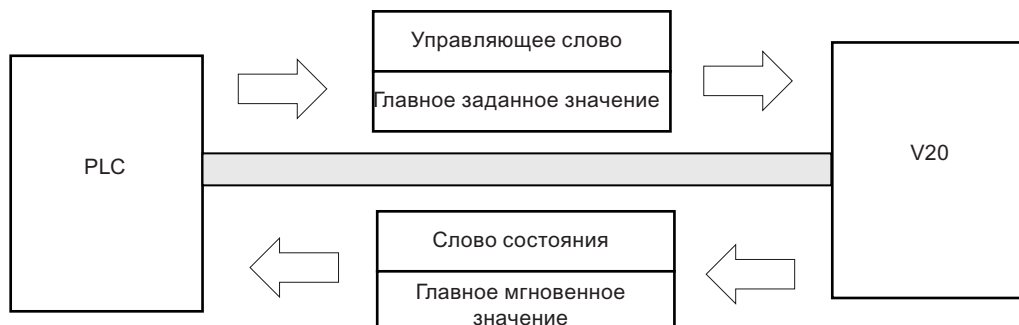 Управляющее слово
Главное заданное значение
PLC
V20
Слово состояния
Главное мгновенное
значение